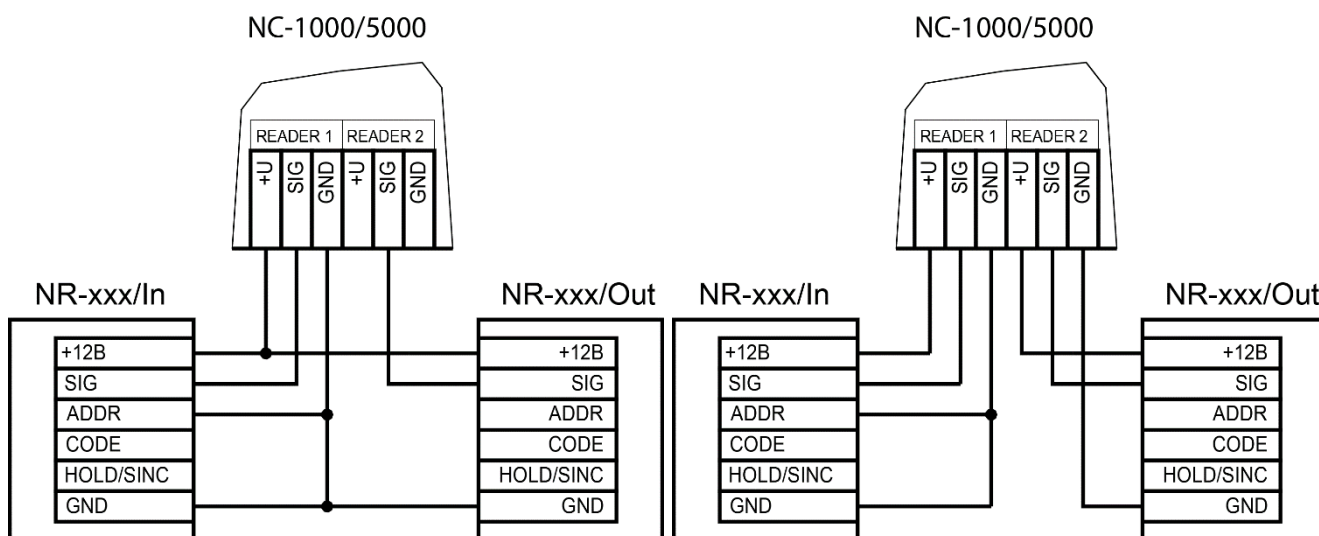 NC-1000/5000
READER 1 READER 2
+U SIG GND +U SIG GND
NR-xxx/In
+12B
SIG
ADDR
CODE
HOLD/SINC
GND
NR-xxx/Out
+12B
SIG
ADDR
CODE
HOLD/SINC
GND
NC-1000/5000
READER 1 READER 2
+U SIG GND +U SIG GND
NR-xxx/In
+12B
SIG
ADDR
CODE
HOLD/SINC
GND
NR-xxx/Out
+12B
SIG
ADDR
CODE
HOLD/SINC
GND